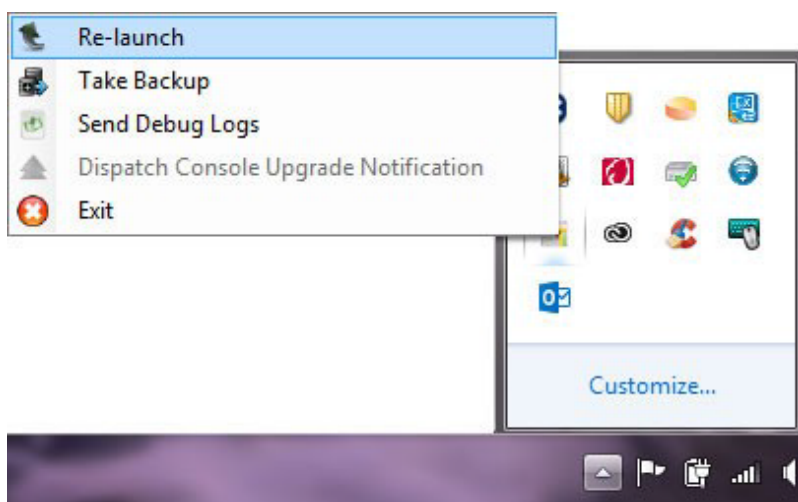 Re-launch
Take Backup
Send Debug Logs
Dispatch Console Upgrade Notification
Exit
Customize...